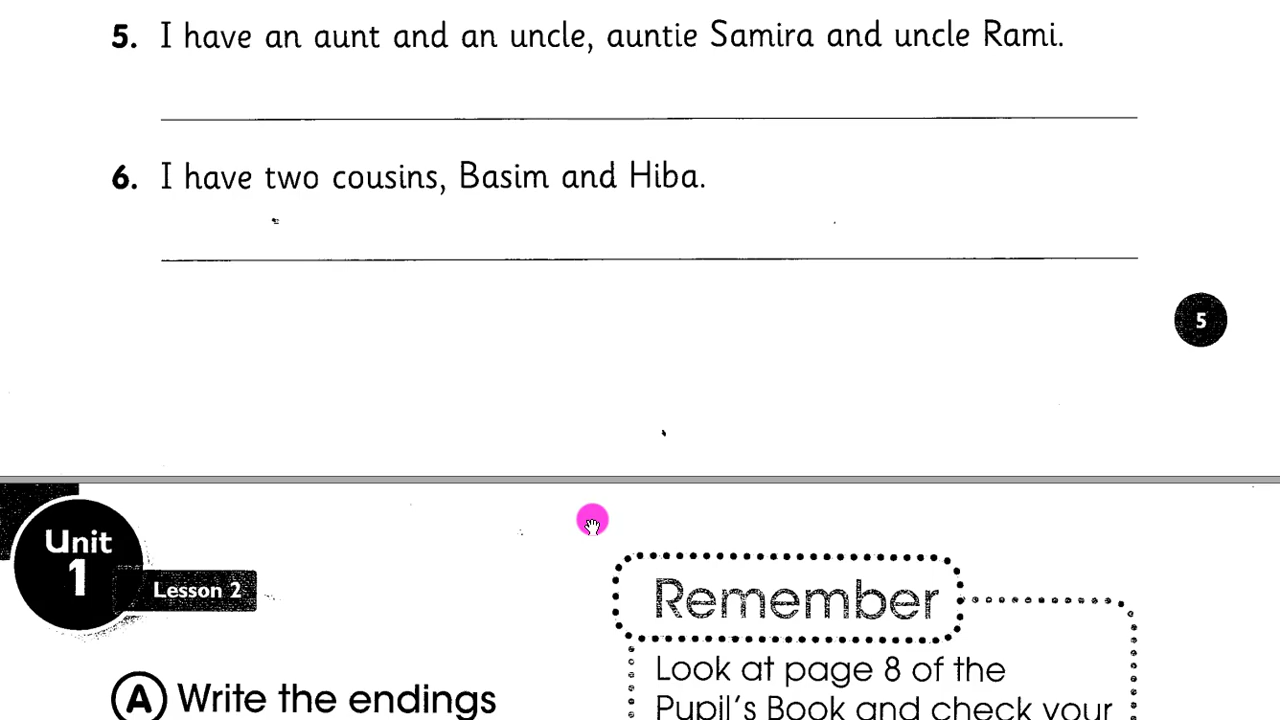 5. I have an aunt and an uncle, auntie Samira and uncle Rami.
6. I have two cousins, Basim and Hiba.
5
Unit
1
Lesson 2
Remember
Look at page 8 of the
Pupil's Book and check your
A Write the endings